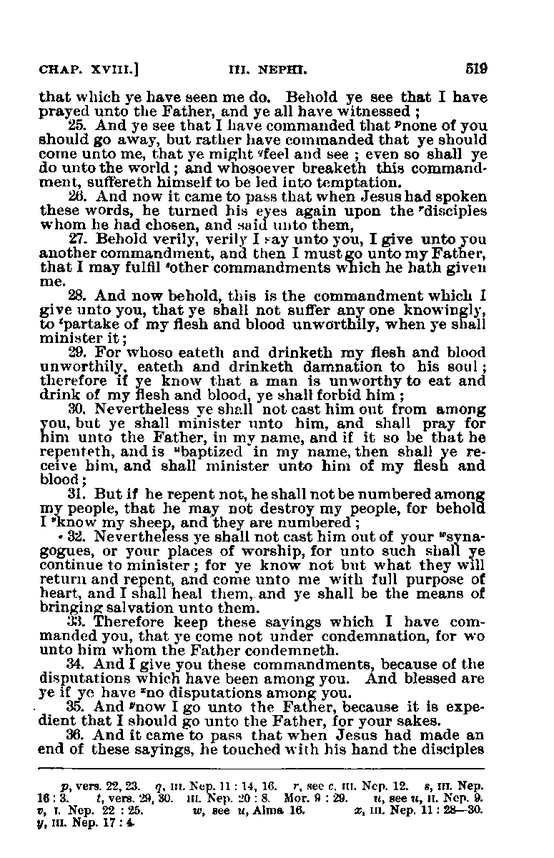 CHAP. XVIII.] III. NEPHI. 519
that which ye have seen me do. Behold ye see that I have
prayed unto the Father, and ye all have witnessed ;
25. And ye see that I have commanded that ᵖnone of you
should go away, but rather have commanded that ye should
come unto me, that ye might ᑫfeel and see ; even so shall ye
do unto the world ; and whosoever breaketh this command-
ment, suffereth himself to be led into temptation.
26. And now it came to pass that when Jesus had spoken
these words, he turned his eyes again upon the ʳdisciples
whom he had chosen, and said unto them,
27. Behold verily, verily I say unto you, I give unto you
another commandment, and then I must go unto my Father,
that I may fulfil ˢother commandments which he hath given
me.
28. And now behold, this is the commandment which I
give unto you, that ye shall not suffer any one knowingly,
to ᵗpartake of my flesh and blood unworthily, when ye shall
minister it ;
29. For whoso eateth and drinketh my flesh and blood
unworthily, eateth and drinketh damnation to his soul ;
therefore if ye know that a man is unworthy to eat and
drink of my flesh and blood, ye shall forbid him ;
30. Nevertheless ye shall not cast him out from among
you, but ye shall minister unto him, and shall pray for
him unto the Father, in my name, and if it so be that he
repenteth, and is ᵘbaptized in my name, then shall ye re-
ceive him, and shall minister unto him of my flesh and
blood ;
31. But if he repent not, he shall not be numbered among
my people, that he may not destroy my people, for behold
I ᵛknow my sheep, and they are numbered ;
32. Nevertheless ye shall not cast him out of your ʷsyna-
gogues, or your places of worship, for unto such shall ye
continue to minister ; for ye know not but what they will
return and repent, and come unto me with full purpose of
heart, and I shall heal them, and ye shall be the means of
bringing salvation unto them.
33. Therefore keep these sayings which I have com-
manded you, that ye come not under condemnation, for wo
unto him whom the Father condemneth.
34. And I give you these commandments, because of the
disputations which have been among you. And blessed are
ye if ye have ˣno disputations among you.
35. And ʸnow I go unto the Father, because it is expe-
dient that I should go unto the Father, for your sakes.
36. And it came to pass that when Jesus had made an
end of these sayings, he touched with his hand the disciples
p, vers. 22, 23. q, III. Nep. 11 : 14, 16. r, see c, III. Nep. 12. s, III. Nep.
16 : 3. t, vers. 29, 30. III. Nep. 20 : 8. Mor. 9 : 29. u, see u, II. Nep. 9.
v, I. Nep. 22 : 25. w, see u, Alma 16. x, III. Nep. 11 : 28—30.
y, III. Nep. 17 : 4.